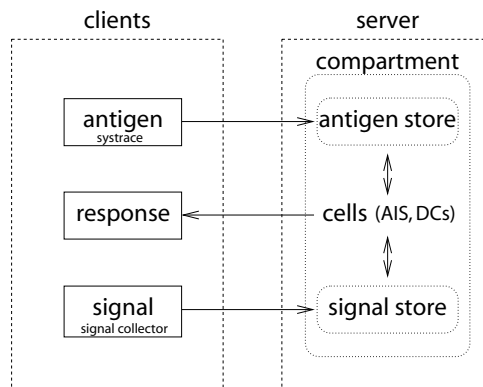 clients
server
compartment
antigen
systrace
antigen store
response
cells (AIS, DCs)
signal
signal collector
signal store